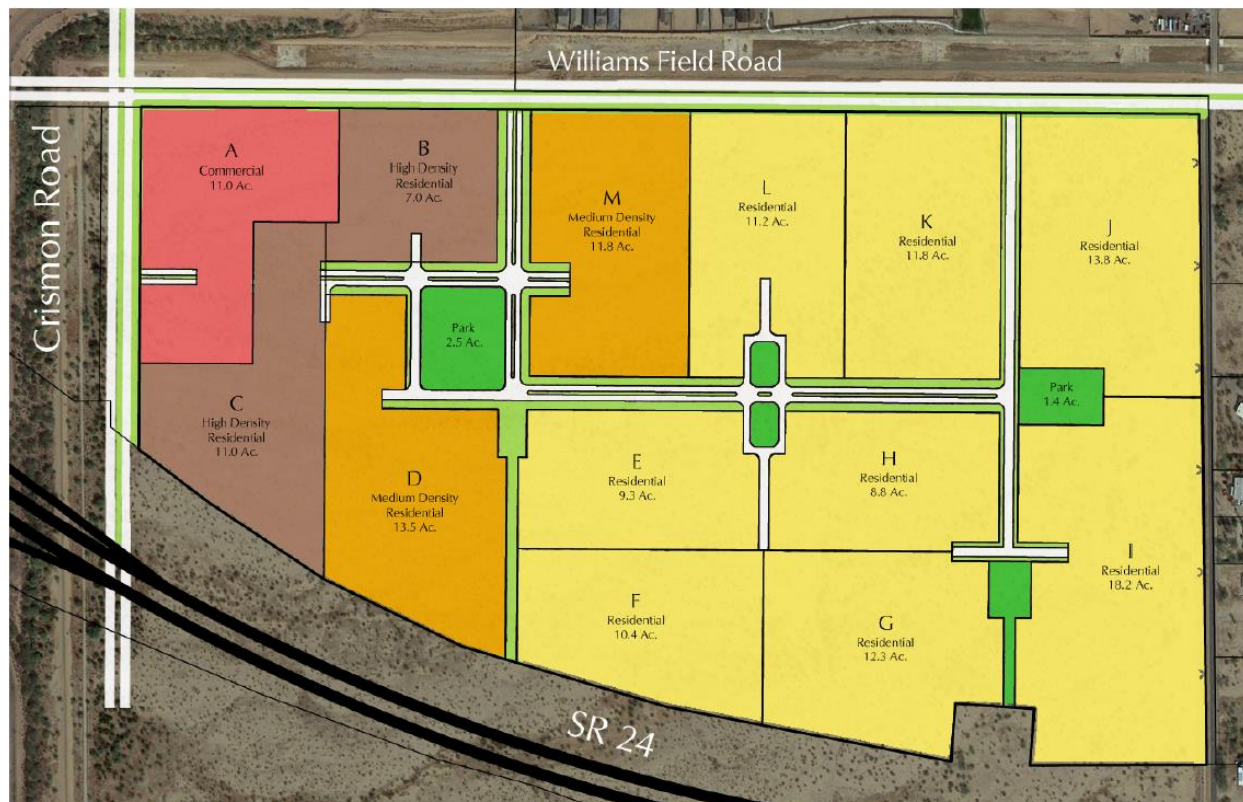 Williams Field Road
Crismon Road
A
Commercial
11.0 Ac.
B
High Density
Residential
7.0 Ac.
M
Medium Density
Residential
11.8 Ac.
L
Residential
11.2 Ac.
K
Residential
11.8 Ac.
J
Residential
13.8 Ac.
Park
2.5 Ac.
Park
1.4 Ac.
C
High Density
Residential
11.0 Ac.
D
Medium Density
Residential
13.5 Ac.
E
Residential
9.3 Ac.
H
Residential
8.8 Ac.
I
Residential
18.2 Ac.
F
Residential
10.4 Ac.
G
Residential
12.3 Ac.
SR 24